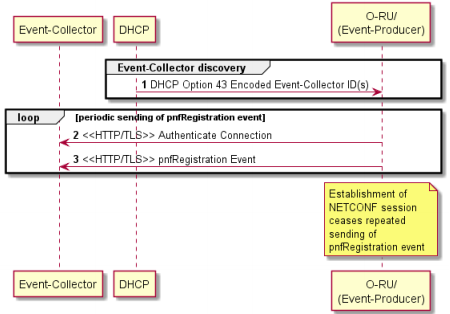 Event-Collector
DHCP
O-RU/
(Event-Producer)
Event-Collector discovery
1 DHCP Option 43 Encoded Event-Collector ID(s)
loop
[periodic sending of pnfRegistration event]
2 <<HTTP/TLS>> Authenticate Connection
3 <<HTTP/TLS>> pnfRegistration Event
Establishment of
NETCONF session
ceases repeated
sending of
pnfRegistration event
Event-Collector
DHCP
O-RU/
(Event-Producer)